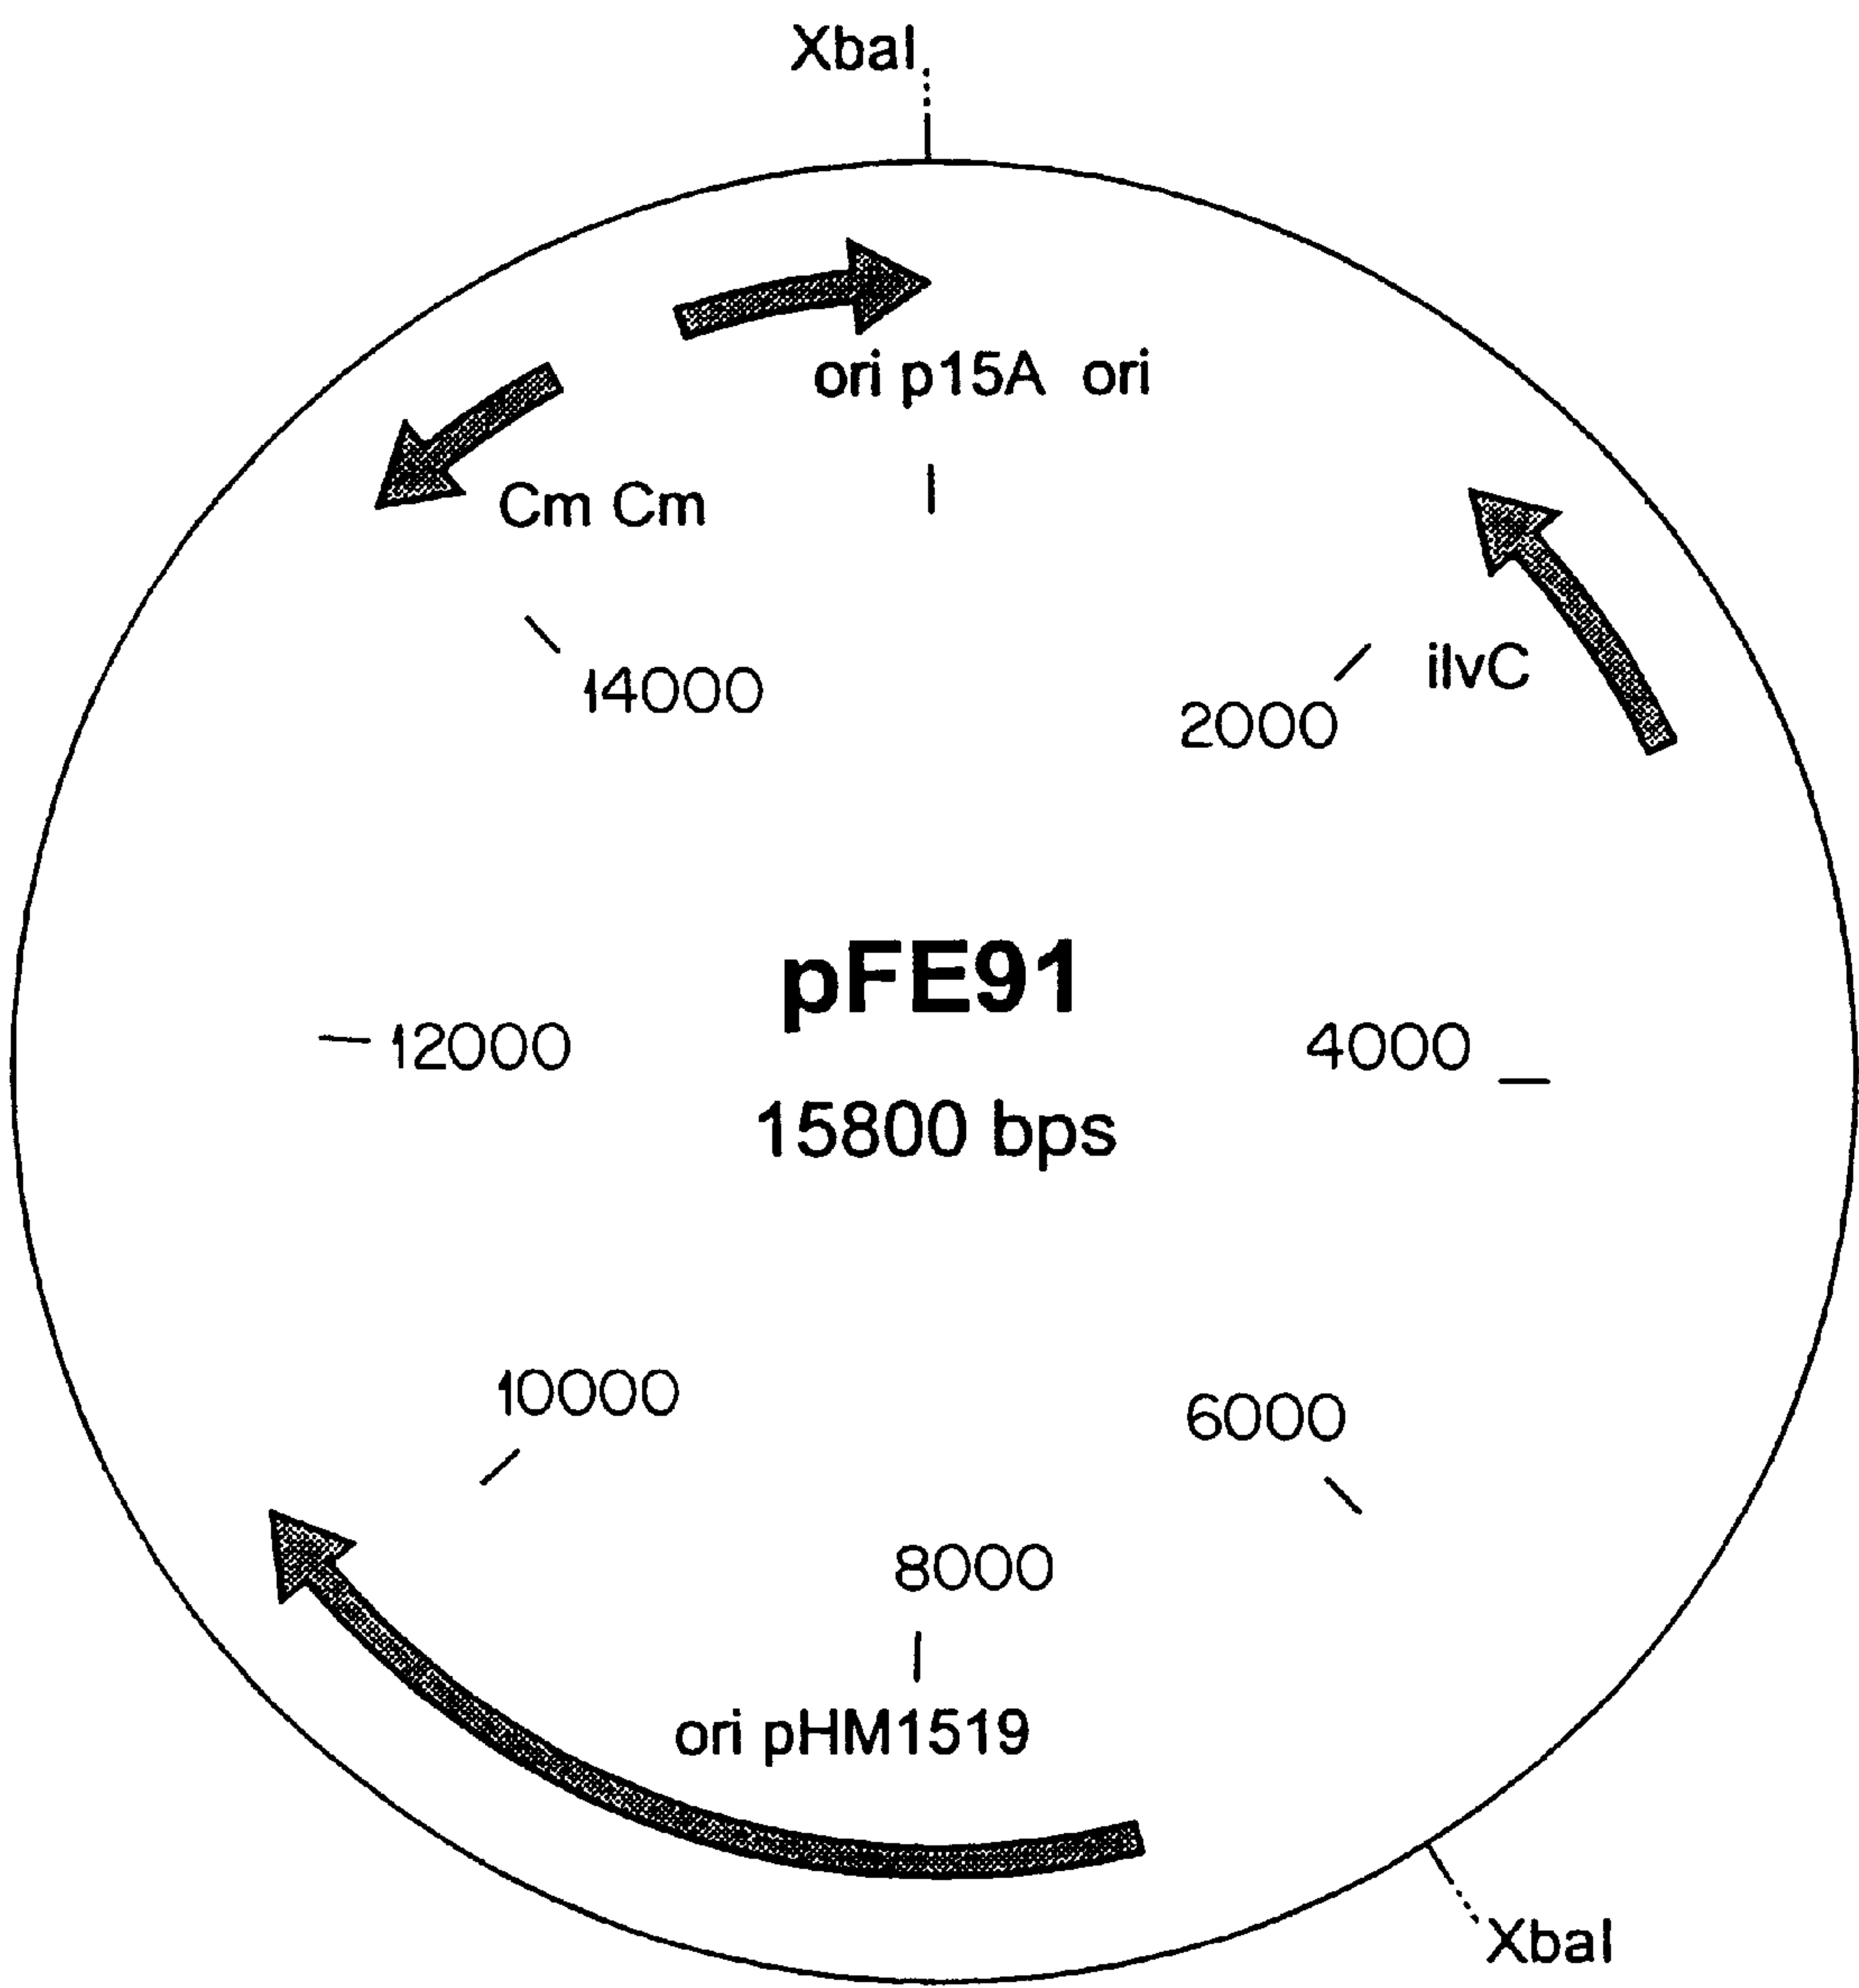 XbaI
ori p15A ori
Cm Cm
14000
ilvC
2000
pFE91
12000
4000
15800 bps
10000
6000
8000
ori pHM1519
XbaI